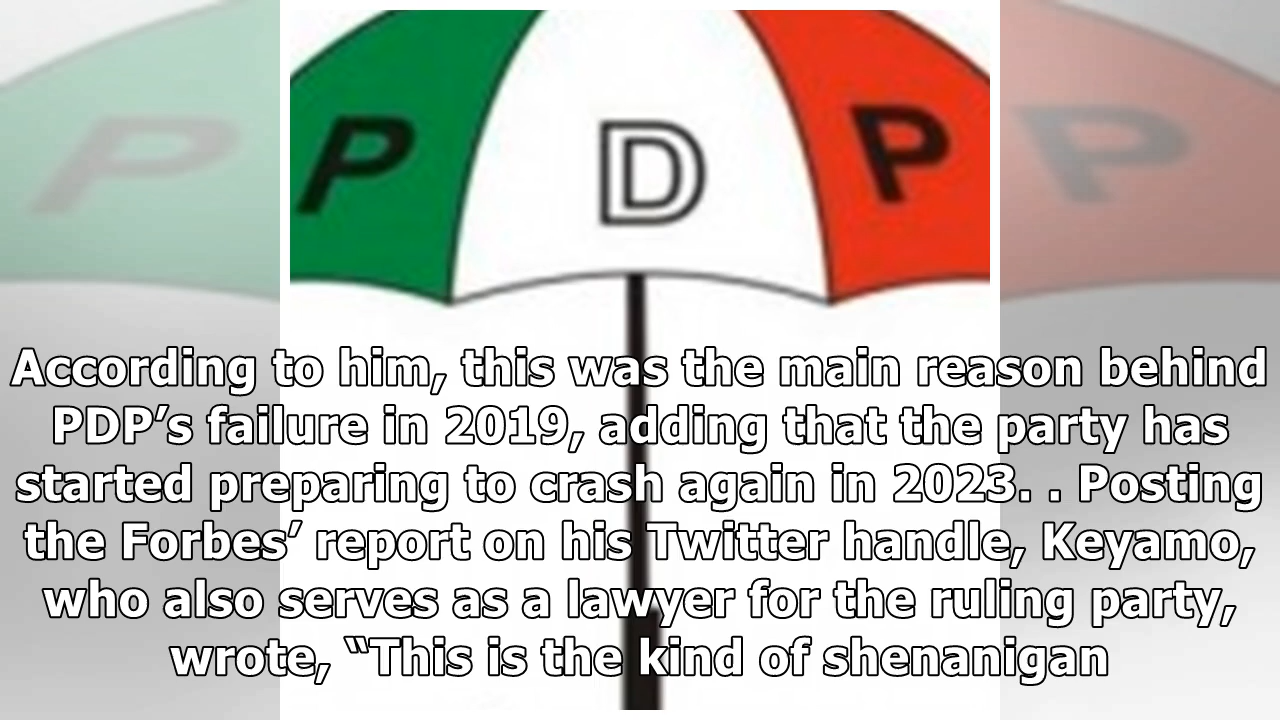 P P D P P
According to him, this was the main reason behind
PDP’s failure in 2019, adding that the party has
started preparing to crash again in 2023. . Posting
the Forbes’ report on his Twitter handle, Keyamo,
who also serves as a lawyer for the ruling party,
wrote, “This is the kind of shenanigan